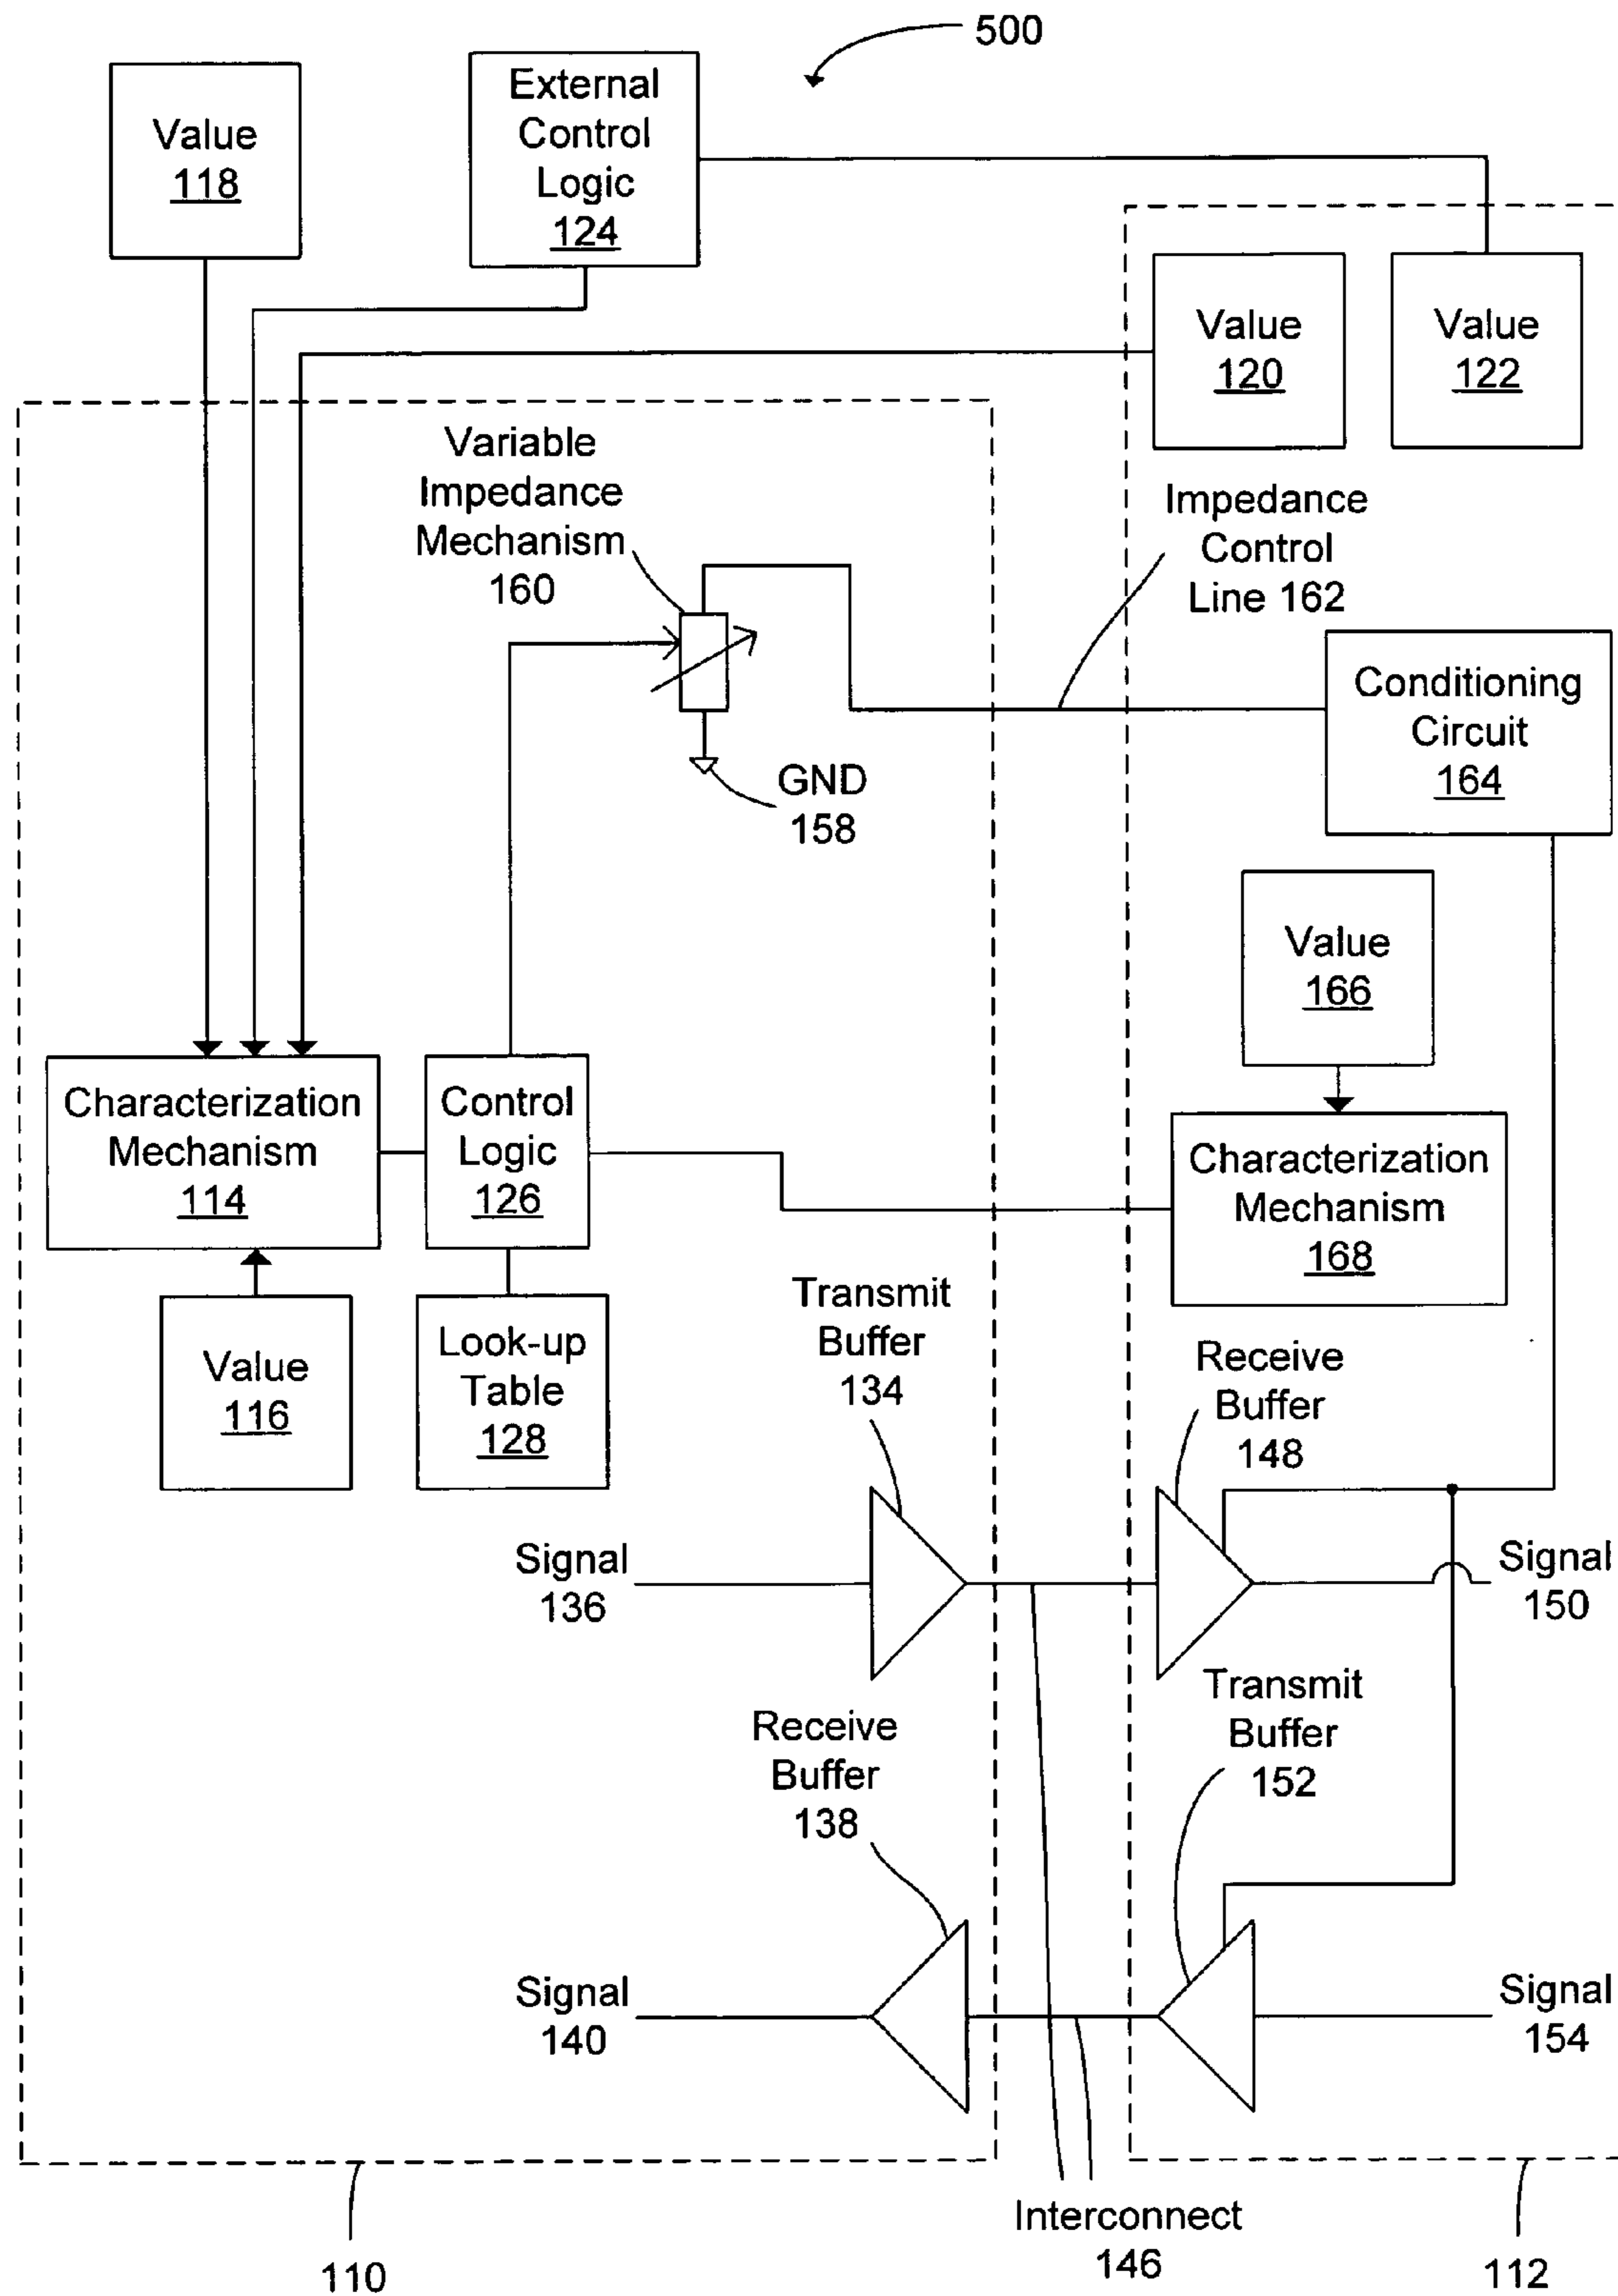 500
Value
118
External
Control
Logic
124
Value
120
Value
122
Variable
Impedance
Mechanism
160
Impedance
Control
Line 162
Conditioning
Circuit
164
GND
158
Value
166
Characterization
Mechanism
114
Control
Logic
126
Characterization
Mechanism
168
Value
116
Look-up
Table
128
Transmit
Buffer
134
Receive
Buffer
148
Signal
136
Signal
150
Receive
Buffer
138
Transmit
Buffer
152
Signal
140
Signal
154
Interconnect
146
110
112